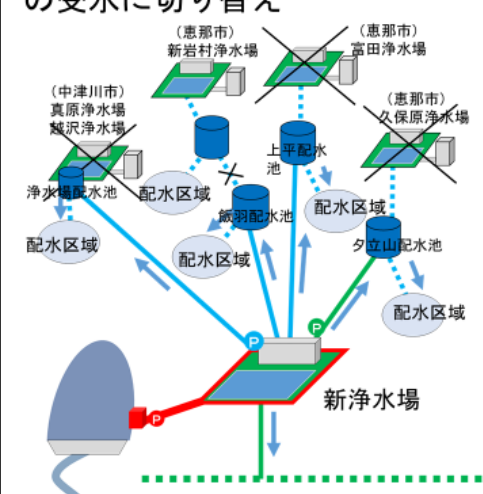 の受水に切り替え
（恵那市）
新岩村浄水場
（恵那市）
富田浄水場
（中津川市）
真原浄水場
越沢浄水場
（恵那市）
久保原浄水場
上平配水
池
浄水場配水池
配水区域
配水区域
飯羽配水池
配水区域
夕立山配水池
配水区域
配水区域
P
P
新浄水場
P